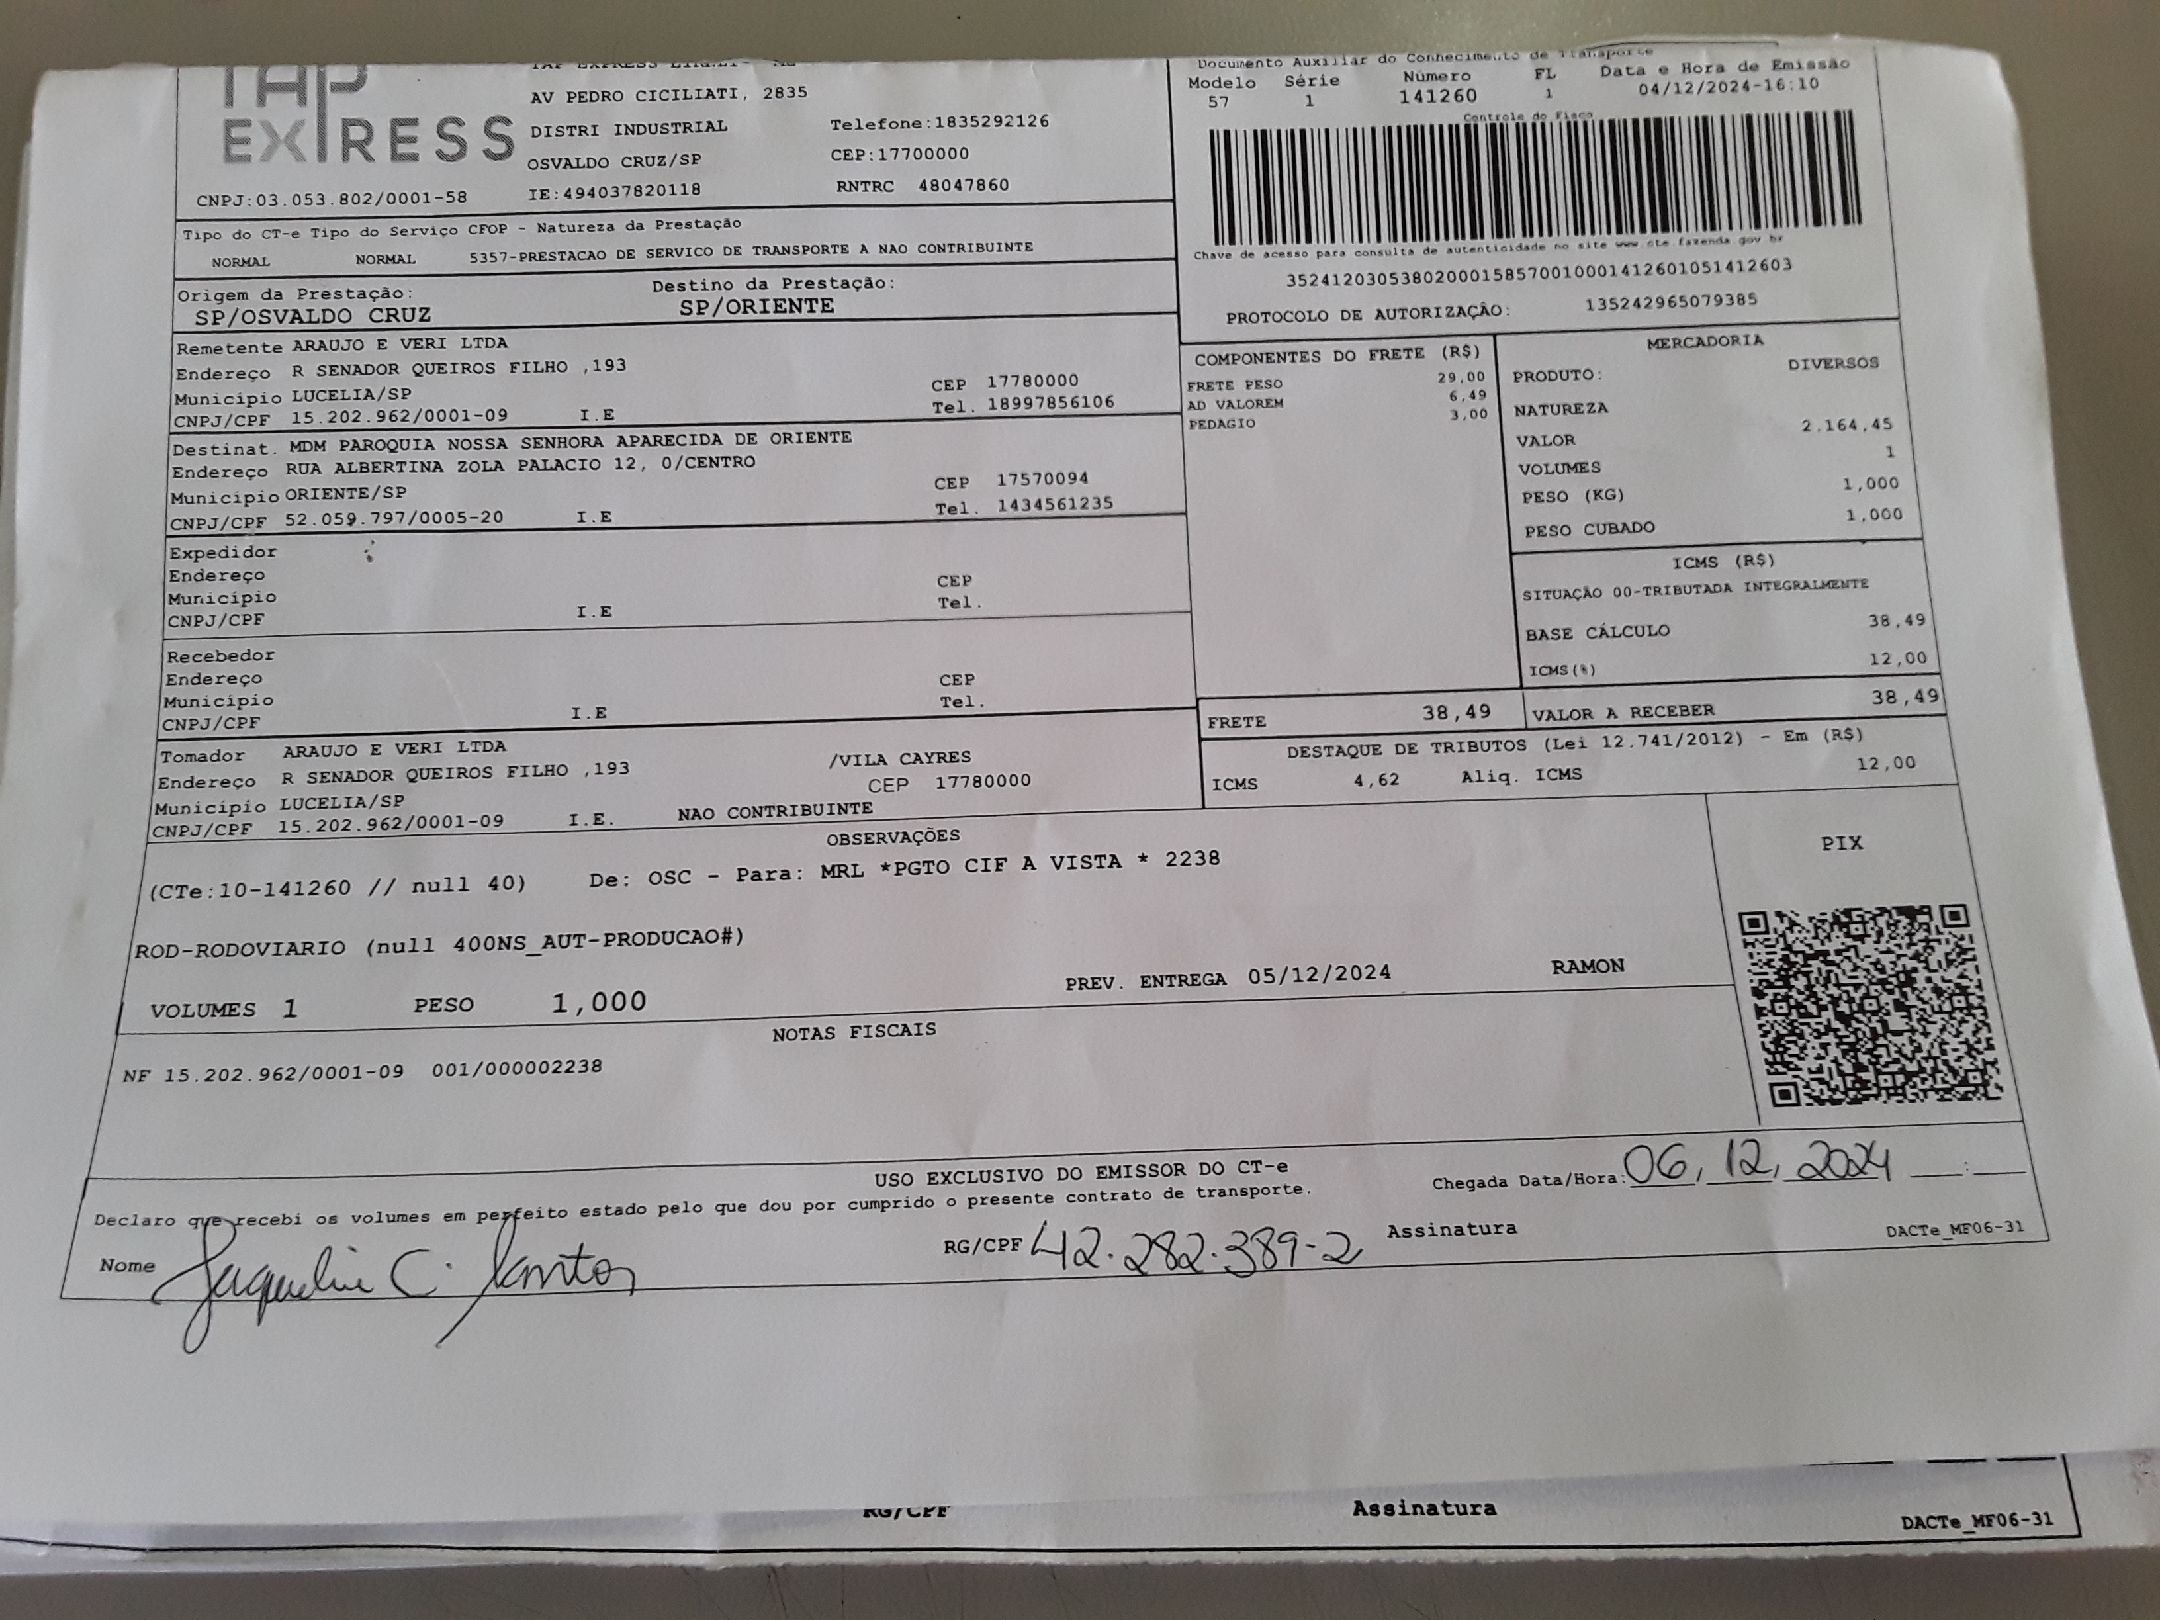 TAP
EXPRESS
AV PEDRO CICILIATI, 2835
DISTRI INDUSTRIAL Telefone:1835292126
OSVALDO CRUZ/SP CEP:17700000
CNPJ:03.053.802/0001-58 IE:494037820118 RNTRC 48047860
Documento Auxiliar do Conhecimento de Transporte
Modelo Série Número FL Data e Hora de Emissão
57 1 141260 1 04/12/2024-16:10
Controle do Fisco
Chave de acesso para consulta de autenticidade no site www.cte.fazenda.gov.br
35241203053802000158570010001412601051412603
PROTOCOLO DE AUTORIZAÇÃO: 135242965079385
Tipo do CT-e Tipo do Serviço CFOP - Natureza da Prestação
NORMAL NORMAL 5357-PRESTACAO DE SERVICO DE TRANSPORTE A NAO CONTRIBUINTE
Origem da Prestação: Destino da Prestação:
SP/OSVALDO CRUZ SP/ORIENTE
Remetente ARAUJO E VERI LTDA
Endereço R SENADOR QUEIROS FILHO ,193
Município LUCELIA/SP CEP 17780000
CNPJ/CPF 15.202.962/0001-09 I.E Tel. 18997856106
Destinat. MDM PAROQUIA NOSSA SENHORA APARECIDA DE ORIENTE
Endereço RUA ALBERTINA ZOLA PALACIO 12, 0/CENTRO
Município ORIENTE/SP CEP 17570094
CNPJ/CPF 52.059.797/0005-20 I.E Tel. 1434561235
Expedidor
Endereço
Município CEP
CNPJ/CPF I.E Tel.
Recebedor
Endereço
Município CEP
CNPJ/CPF I.E Tel.
Tomador ARAUJO E VERI LTDA
Endereço R SENADOR QUEIROS FILHO ,193 /VILA CAYRES
Município LUCELIA/SP CEP 17780000
CNPJ/CPF 15.202.962/0001-09 I.E. NAO CONTRIBUINTE
COMPONENTES DO FRETE (R$)
FRETE PESO 29,00
AD VALOREM 6,49
PEDAGIO 3,00
MERCADORIA
PRODUTO: DIVERSOS
NATUREZA
VALOR 2.164,45
VOLUMES 1
PESO (KG) 1,000
PESO CUBADO 1,000
ICMS (R$)
SITUAÇÃO 00-TRIBUTADA INTEGRALMENTE
BASE CÁLCULO 38,49
ICMS(%) 12,00
FRETE 38,49 VALOR A RECEBER 38,49
DESTAQUE DE TRIBUTOS (Lei 12.741/2012) - Em (R$)
ICMS 4,62 Aliq. ICMS 12,00
OBSERVAÇÕES
(CTe:10-141260 // null 40) De: OSC - Para: MRL *PGTO CIF A VISTA * 2238
ROD-RODOVIARIO (null 400NS_AUT-PRODUCAO#)
VOLUMES 1 PESO 1,000 PREV. ENTREGA 05/12/2024 RAMON
PIX
NOTAS FISCAIS
NF 15.202.962/0001-09 001/000002238
USO EXCLUSIVO DO EMISSOR DO CT-e
Declaro que recebi os volumes em perfeito estado pelo que dou por cumprido o presente contrato de transporte.
Chegada Data/Hora: 06, 12, 2024 __:__
Nome Jaqueline C. Santos RG/CPF 42.282.389-2 Assinatura
DACTe_MF06-31
RG/CPF Assinatura
DACTe_MF06-31